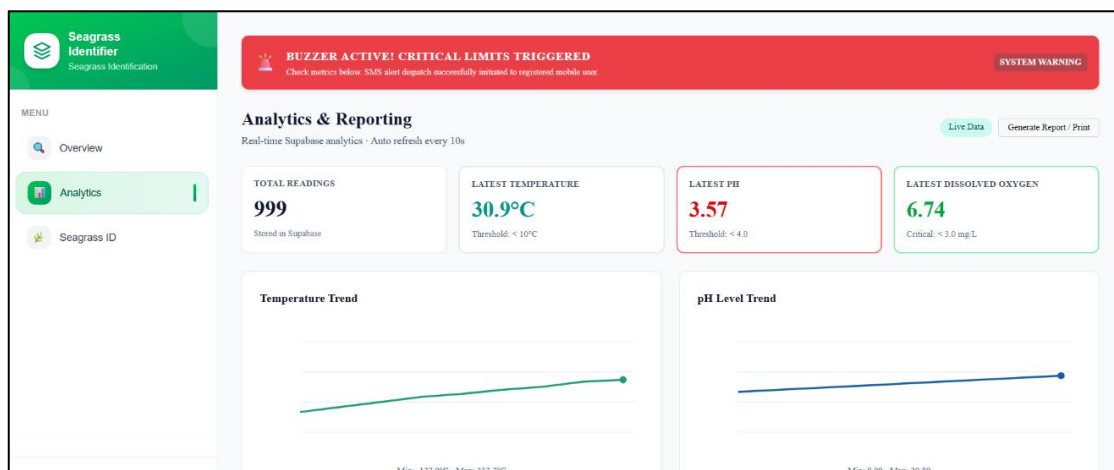 Seagrass
Identifier
Seagrass Identification
MENU
Overview
Analytics
Seagrass ID
BUZZER ACTIVE! CRITICAL LIMITS TRIGGERED
Check metrics below. SMS alert dispatch successfully initiated to registered mobile user.
SYSTEM WARNING
Analytics & Reporting
Real-time Supabase analytics · Auto refresh every 10s
Live Data
Generate Report / Print
TOTAL READINGS
999
Stored in Supabase
LATEST TEMPERATURE
30.9°C
Threshold: < 10°C
LATEST PH
3.57
Threshold: < 4.0
LATEST DISSOLVED OXYGEN
6.74
Critical: < 3.0 mg/L
Temperature Trend
pH Level Trend